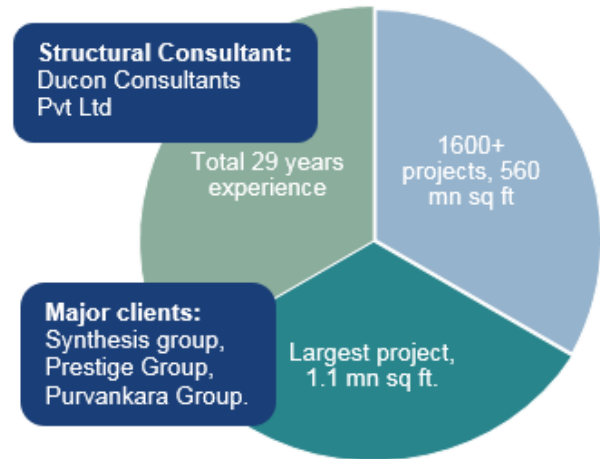 Structural Consultant:
Ducon Consultants
Pvt Ltd
Total 29 years
experience
1600+
projects, 560
mn sq ft
Major clients:
Synthesis group,
Prestige Group,
Purvankara Group.
Largest project,
1.1 mn sq ft.